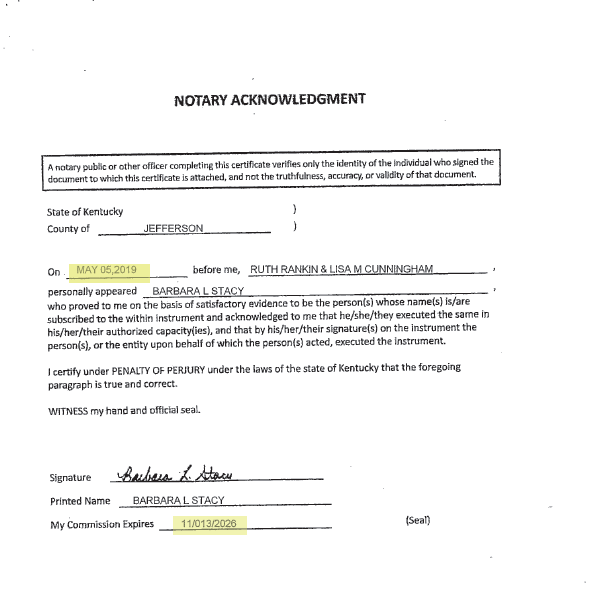 NOTARY ACKNOWLEDGMENT
A notary public or other officer completing this certificate verifies only the identity of the individual who signed the
document to which this certificate is attached, and not the truthfulness, accuracy, or validity of that document.
State of Kentucky )
County of JEFFERSON )
On MAY 05,2019 before me, RUTH RANKIN & LISA M CUNNINGHAM ,
personally appeared BARBARA L STACY ,
who proved to me on the basis of satisfactory evidence to be the person(s) whose name(s) is/are
subscribed to the within instrument and acknowledged to me that he/she/they executed the same in
his/her/their authorized capacity(ies), and that by his/her/their signature(s) on the instrument the
person(s), or the entity upon behalf of which the person(s) acted, executed the instrument.
I certify under PENALTY OF PERJURY under the laws of the state of Kentucky that the foregoing
paragraph is true and correct.
WITNESS my hand and official seal.
Signature Barbara L. Stacy
Printed Name BARBARA L STACY
My Commission Expires 11/013/2026 (Seal)